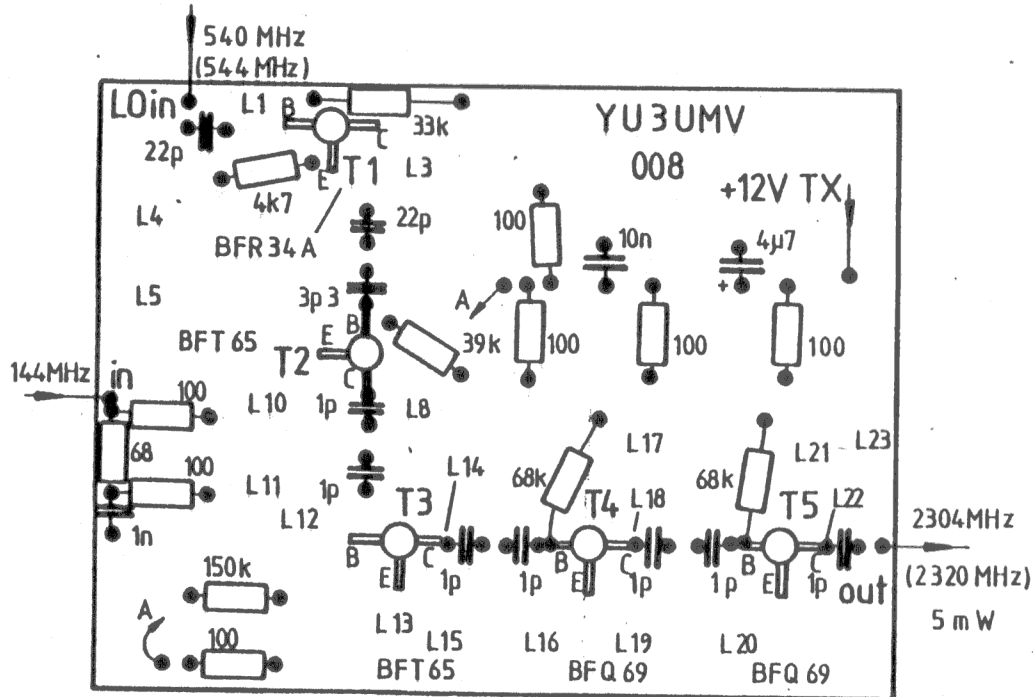 540 MHz
(544 MHz)
LOin
L1
B
C
E
33k
YU3UMV
22p
T1
L3
008
4k7
+12V TX
L4
BFR34A
22p
100
10n
4µ7
L5
3p3
A
+
BFT65
E
B
C
T2
39k
100
100
100
144MHz
in
100
L10
1p
L8
68
L17
L21
L23
100
L11
1p
L14
68k
68k
1n
L12
T3
T4
L18
T5
L22
2304MHz
B
C
E
1p
1p
B
C
E
1p
1p
B
C
E
1p
out
(2320 MHz)
5 mW
150k
A
100
L13
L15
L16
L19
L20
BFT65
BFQ69
BFQ69